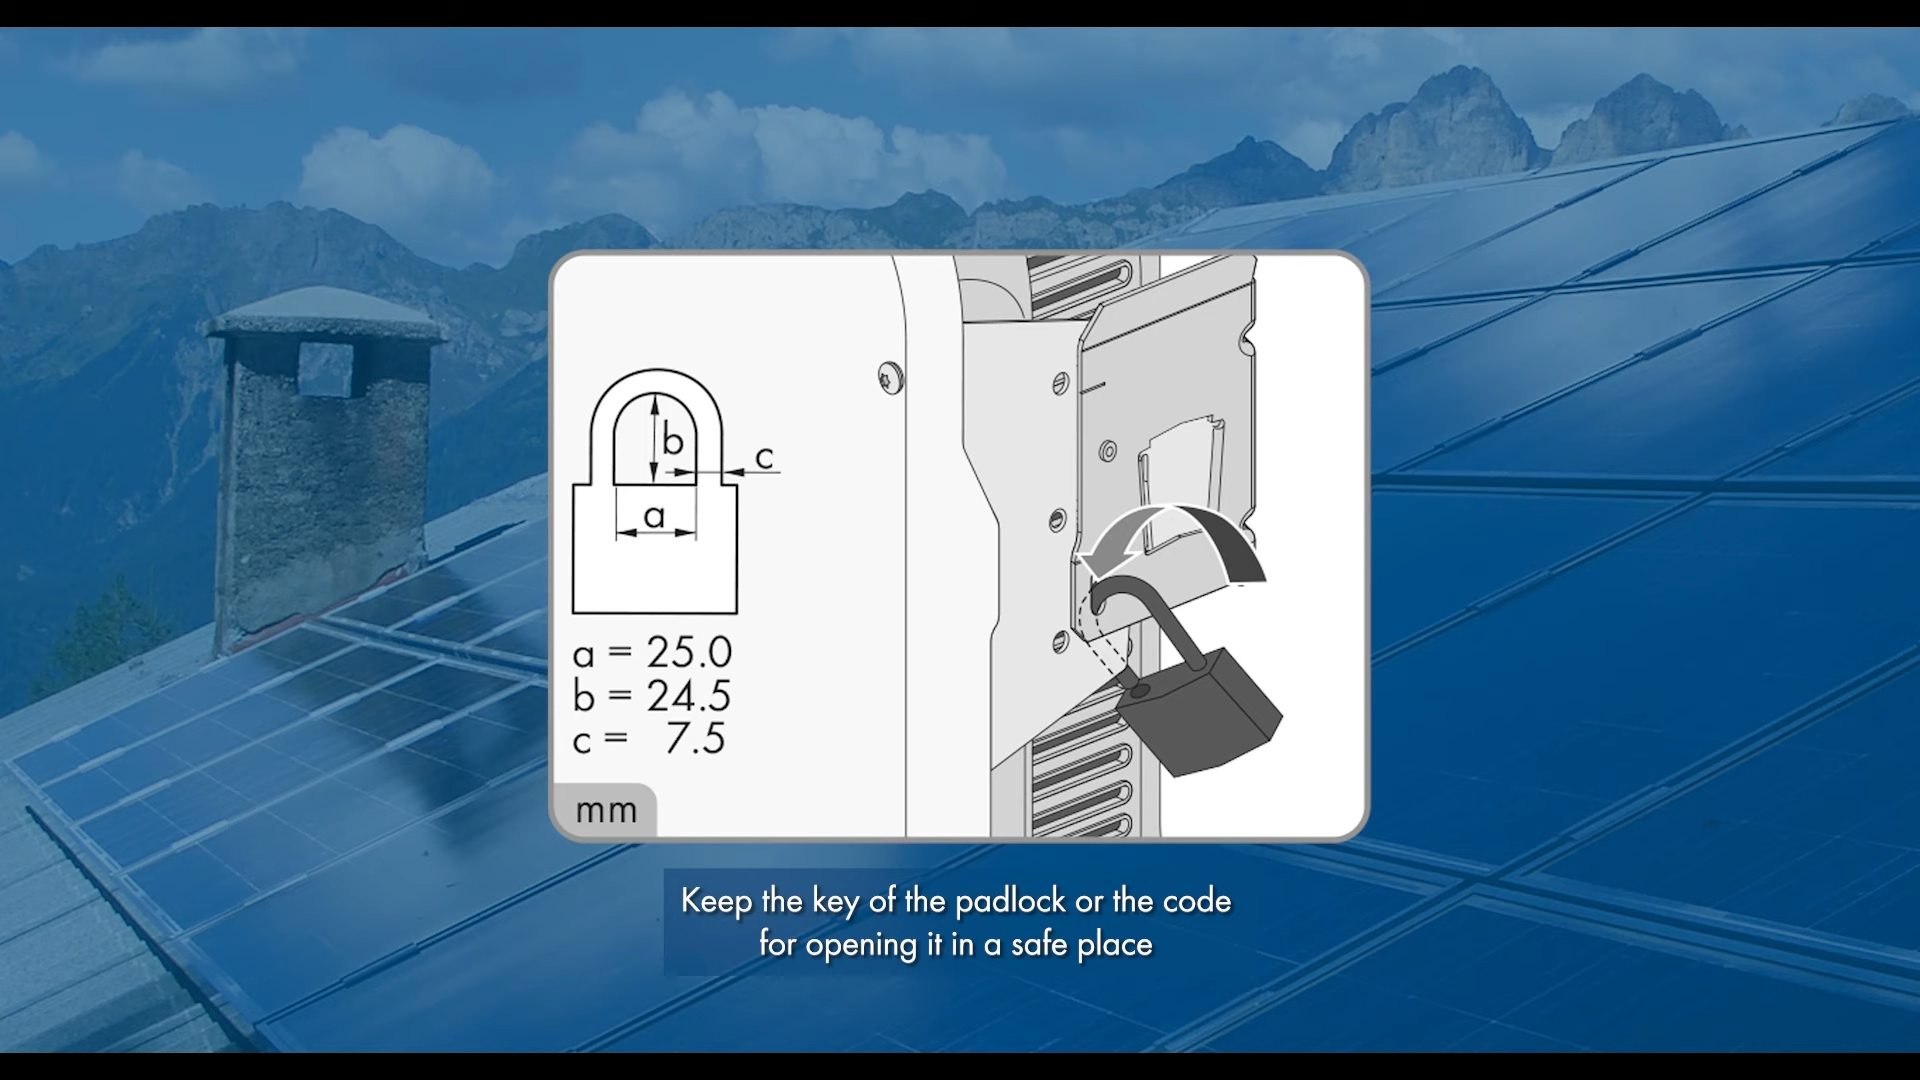 b
c
a
a = 25.0
b = 24.5
c = 7.5
mm
Keep the key of the padlock or the code
for opening it in a safe place